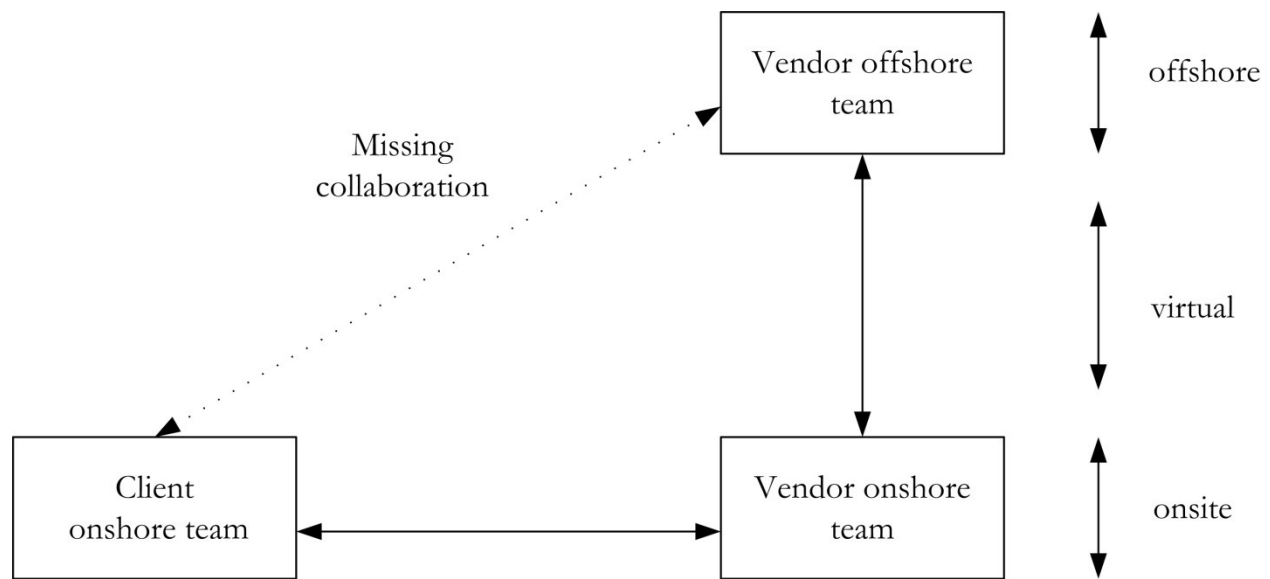 Vendor offshore
team
offshore
Missing
collaboration
virtual
Client
onshore team
Vendor onshore
team
onsite